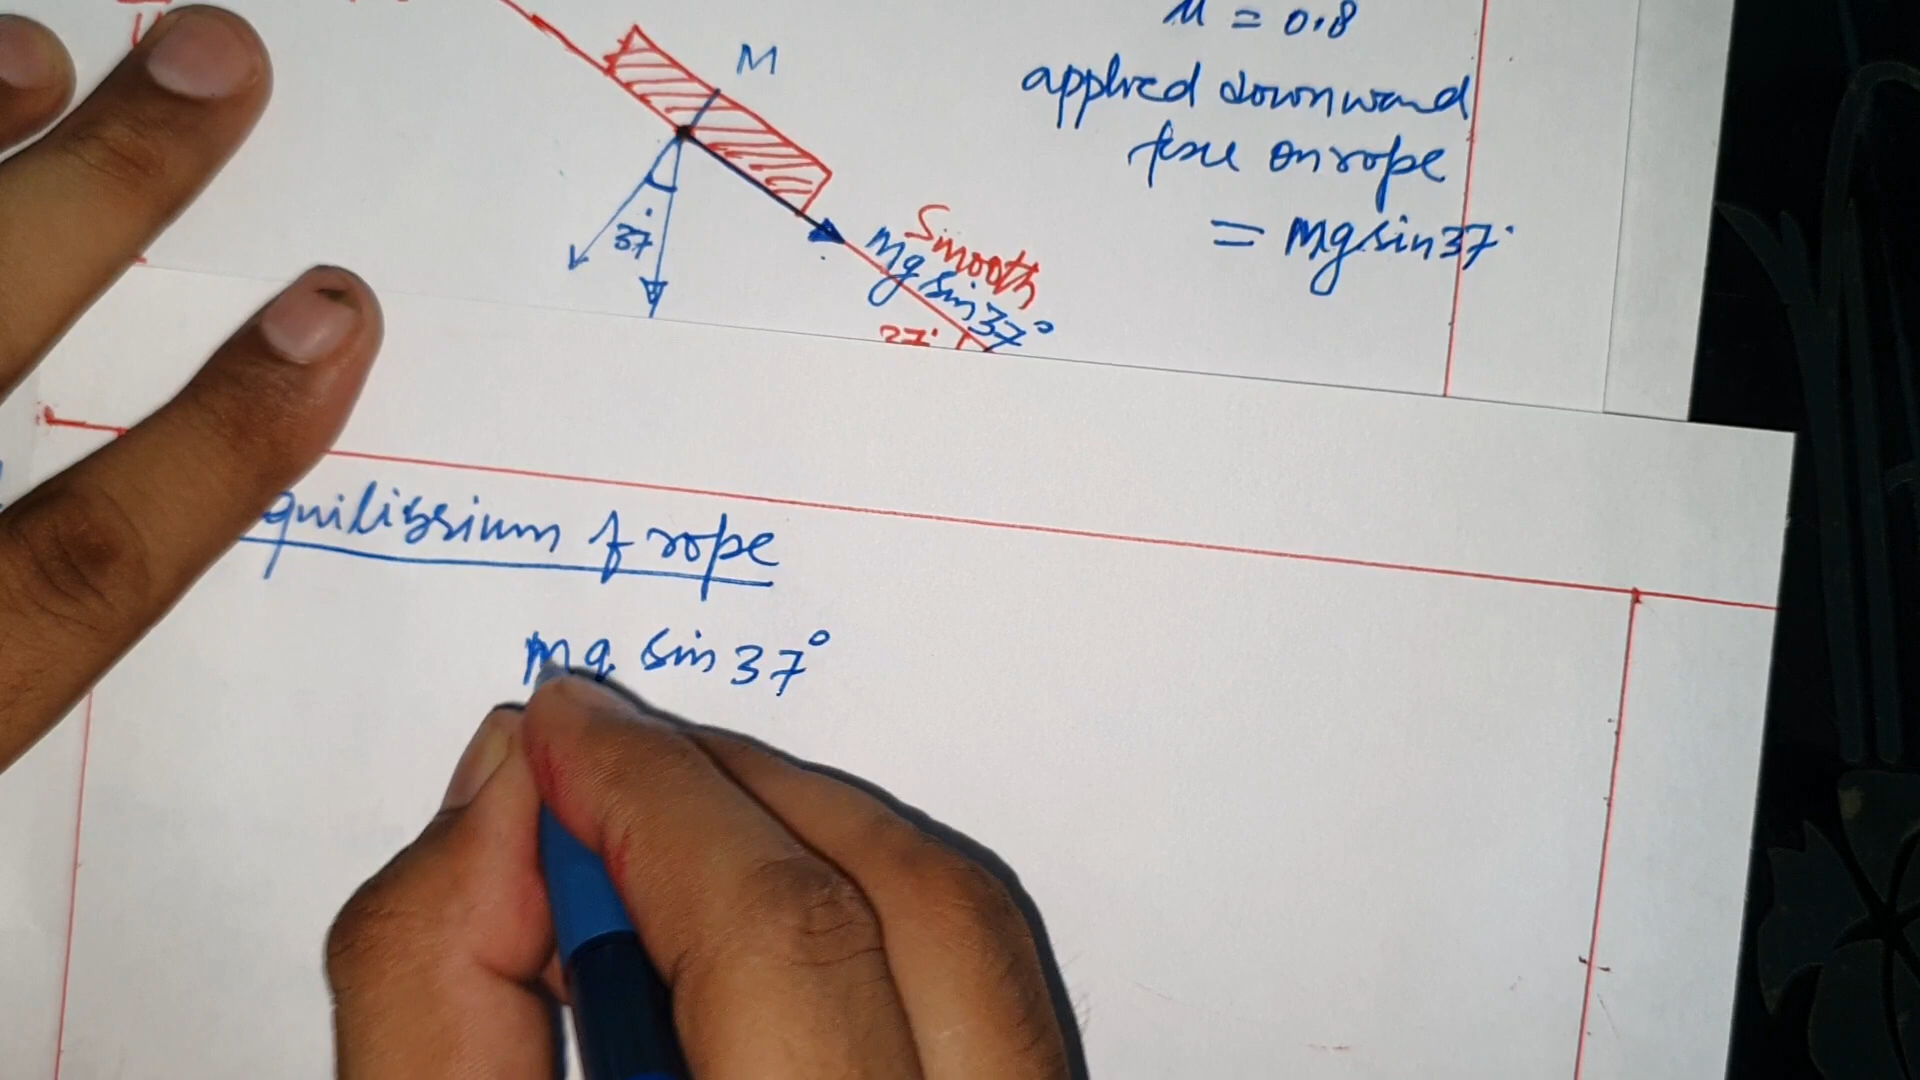 μ = 0.8
M
applied downward
force on rope
= Mg sin 37°
37°
Smooth
Mg sin 37°
37°
quilibrium of rope
Mg sin 37°